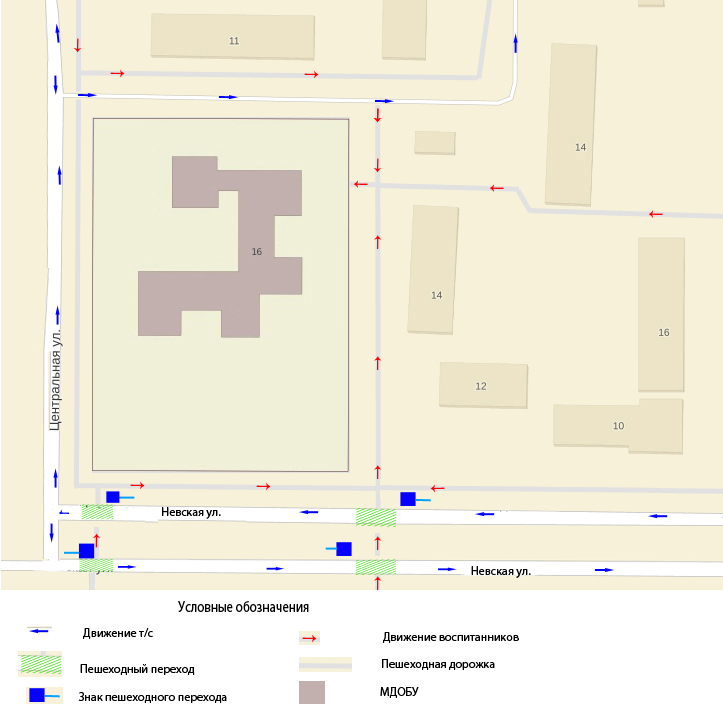 11
14
16
Центральная ул.
14
16
12
10
Невская ул.
Невская ул.
Условные обозначения
Движение т/с
Движение воспитанников
Пешеходный переход
Пешеходная дорожка
Знак пешеходного перехода
МДОБУ